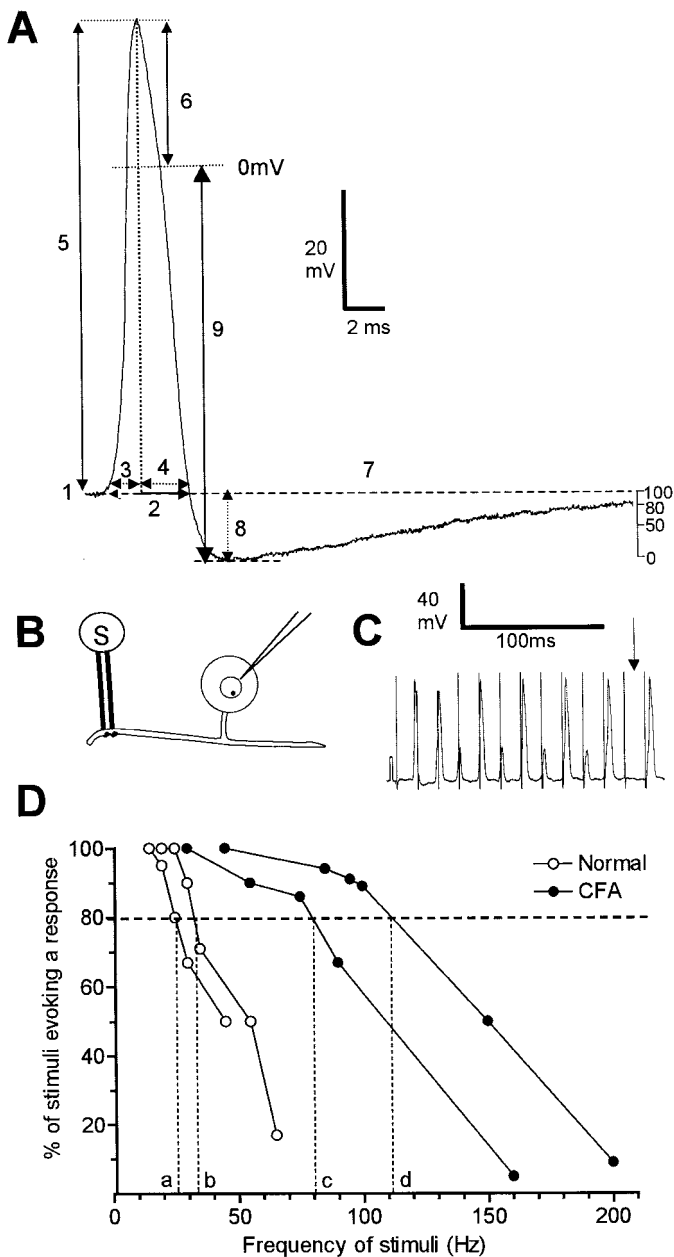 A
6
0mV
5
20
mV
2 ms
9
3 4
7
1
2
8
100
80
50
0
B
S
C
40
mV
100ms
D
% of stimuli evoking a response
100
80
60
40
20
Normal
CFA
a b c d
0 50 100 150 200
Frequency of stimuli (Hz)